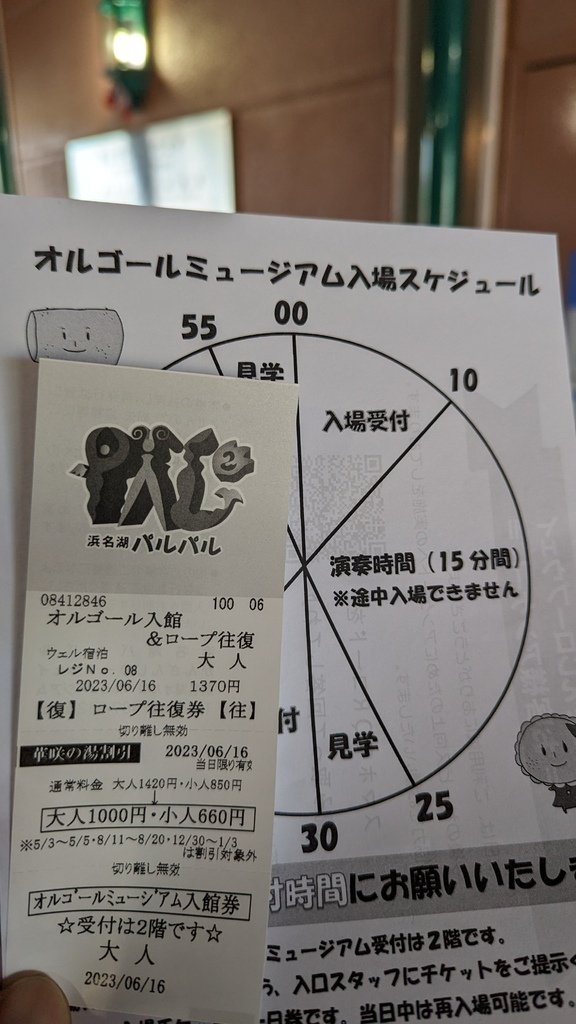 オルゴールミュージアム入場スケジュール
55
00
10
見学
入場受付
演奏時間（15分間）
※途中入場できません
付
見学
25
30
付時間にお願いいたしま
ミュージアム受付は2階です。
入口スタッフにチケットをご提示く
日券です。当日中は再入場可能です。
PAL2
浜名湖パルパル
08412846 100 06
オルゴール入館
&ロープ往復
ウェル宿泊 大人
レジNo. 08
2023/06/16 1370円
【復】 ロープ往復券 【往】
切り離し無効
華咲の湯割引 2023/06/16
当日限り有効
通常料金 大人1420円・小人850円
↓
大人1000円・小人660円
※5/3～5/5・8/11～8/20・12/30～1/3
は割引対象外
切り離し無効
オルゴールミュージアム入館券
☆受付は2階です☆
大人
2023/06/16